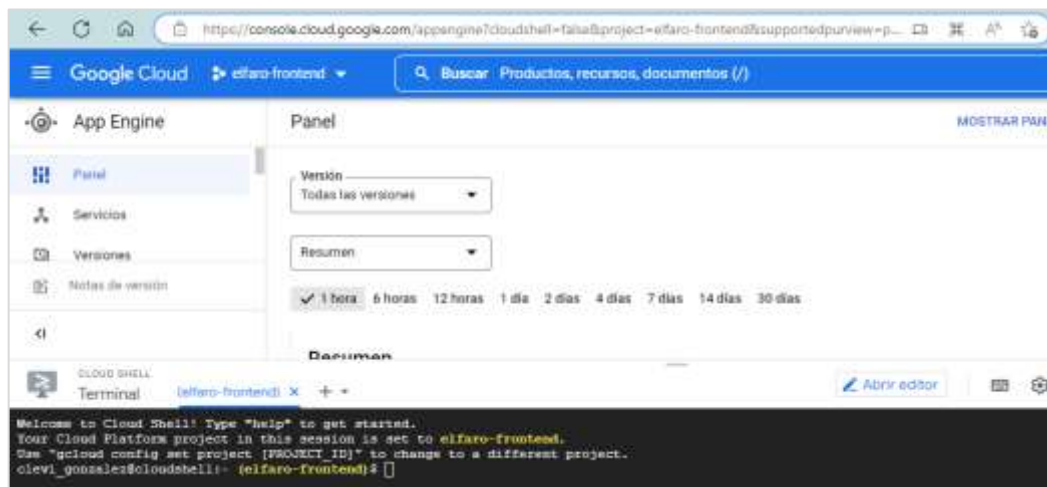 https://console.cloud.google.com/appengine?cloudshell=false&project=elfaro-frontend&supportedpurview=p...
Google Cloud elfaro-frontend Buscar Productos, recursos, documentos (/)
App Engine Panel MOSTRAR PAN
Panel
Versión
Todas las versiones
Servicios
Versiones
Resumen
Notas de versión
1 hora 6 horas 12 horas 1 día 2 días 4 días 7 días 14 días 30 días
Resumen
CLOUD SHELL
Terminal (elfaro-frontend) × + Abrir editor
Welcome to Cloud Shell! Type "help" to get started.
Your Cloud Platform project in this session is set to elfaro-frontend.
Use "gcloud config set project [PROJECT_ID]" to change to a different project.
olevi_gonzalez@cloudshell:~ (elfaro-frontend)$